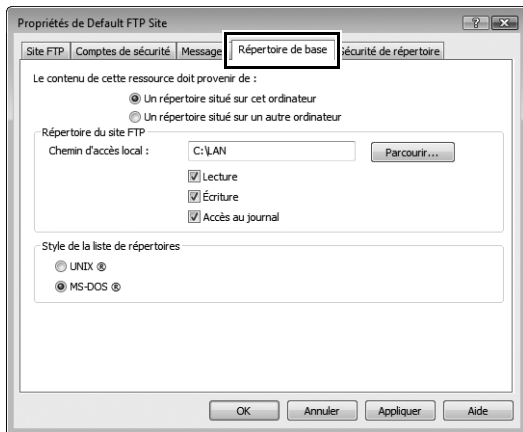 Propriétés de Default FTP Site
Site FTP Comptes de sécurité Message Répertoire de base Sécurité de répertoire
Le contenu de cette ressource doit provenir de :
Un répertoire situé sur cet ordinateur
Un répertoire situé sur un autre ordinateur
Répertoire du site FTP
Chemin d'accès local : C:\LAN Parcourir...
Lecture
Écriture
Accès au journal
Style de la liste de répertoires
UNIX ®
MS-DOS ®
OK Annuler Appliquer Aide